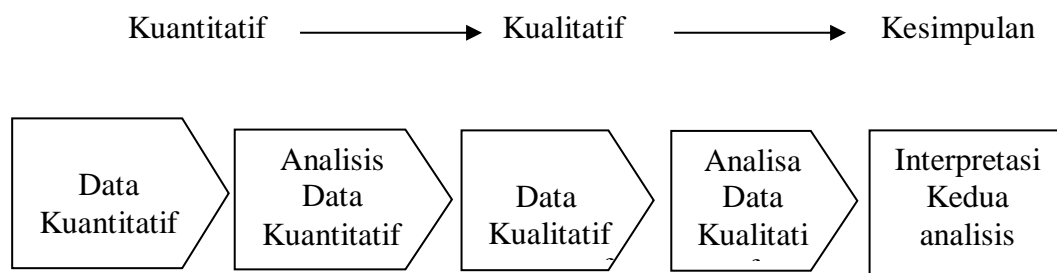 Kuantitatif Kualitatif Kesimpulan
Data
Kuantitatif
Analisis
Data
Kuantitatif
Data
Kualitatif
Analisa
Data
Kualitati
Interpretasi
Kedua
analisis